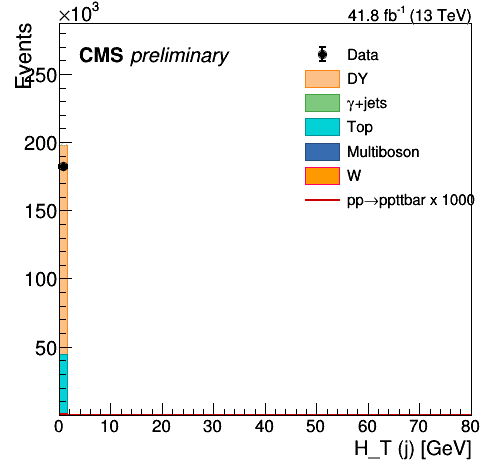 ×10³
41.8 fb⁻¹ (13 TeV)
Events
CMS preliminary
Data
DY
γ+jets
Top
Multiboson
W
pp→ppttbar x 1000
250
200
150
100
50
0 10 20 30 40 50 60 70 80
H_T (j) [GeV]